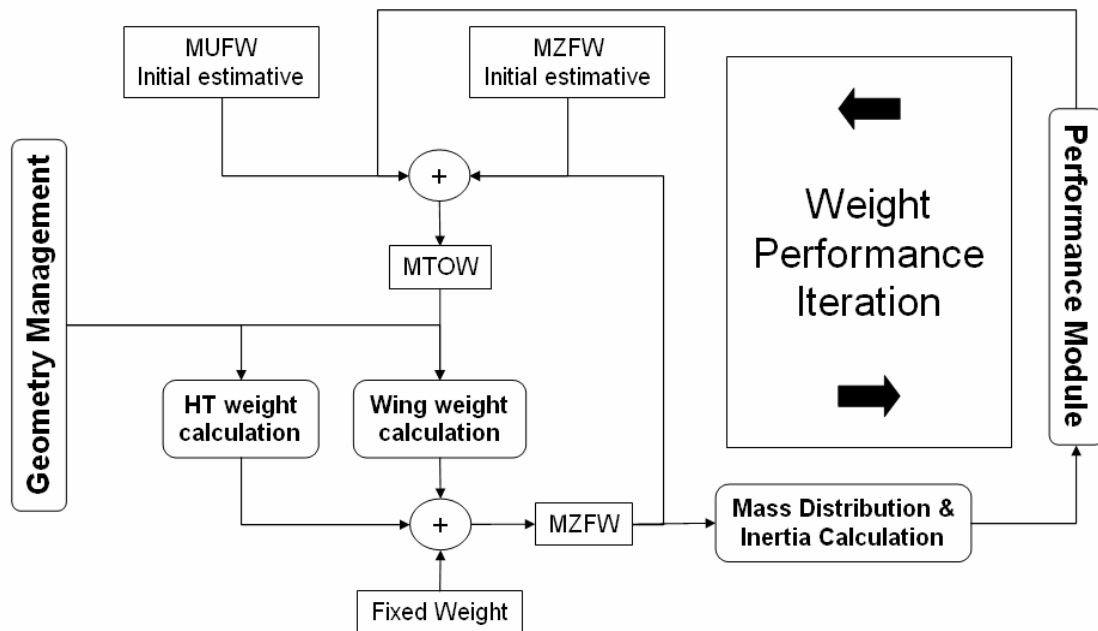 MUFW
Initial estimative
MZFW
Initial estimative
+
MTOW
Geometry Management
HT weight
calculation
Wing weight
calculation
+
MZFW
Fixed Weight
Mass Distribution &
Inertia Calculation
Weight
Performance
Iteration
Performance Module